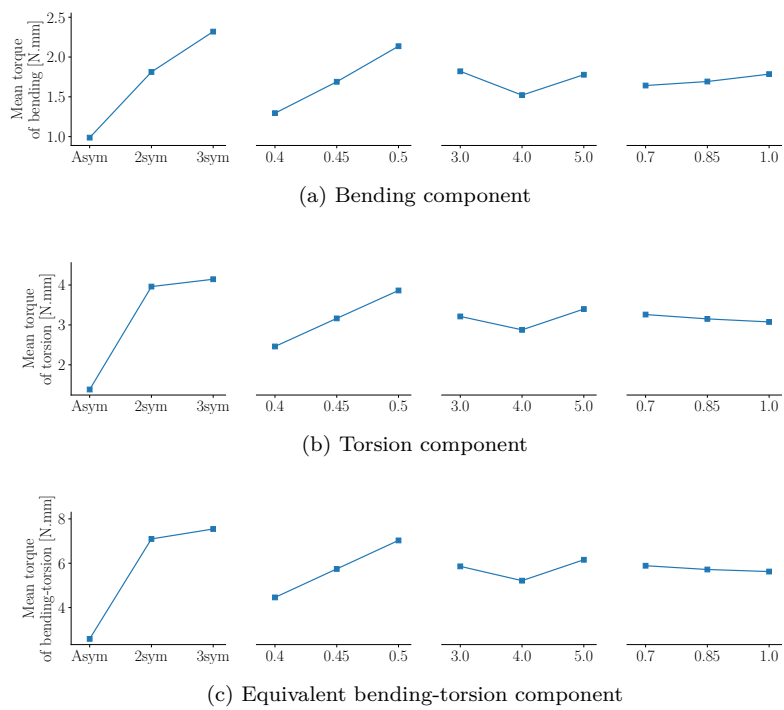 Mean torque
of bending [N.mm]
2.5
2.0
1.5
1.0
Asym 2sym 3sym 0.4 0.45 0.5 3.0 4.0 5.0 0.7 0.85 1.0
(a) Bending component
Mean torque
of torsion [N.mm]
4
3
2
Asym 2sym 3sym 0.4 0.45 0.5 3.0 4.0 5.0 0.7 0.85 1.0
(b) Torsion component
Mean torque
of bending-torsion [N.mm]
8
6
4
Asym 2sym 3sym 0.4 0.45 0.5 3.0 4.0 5.0 0.7 0.85 1.0
(c) Equivalent bending-torsion component